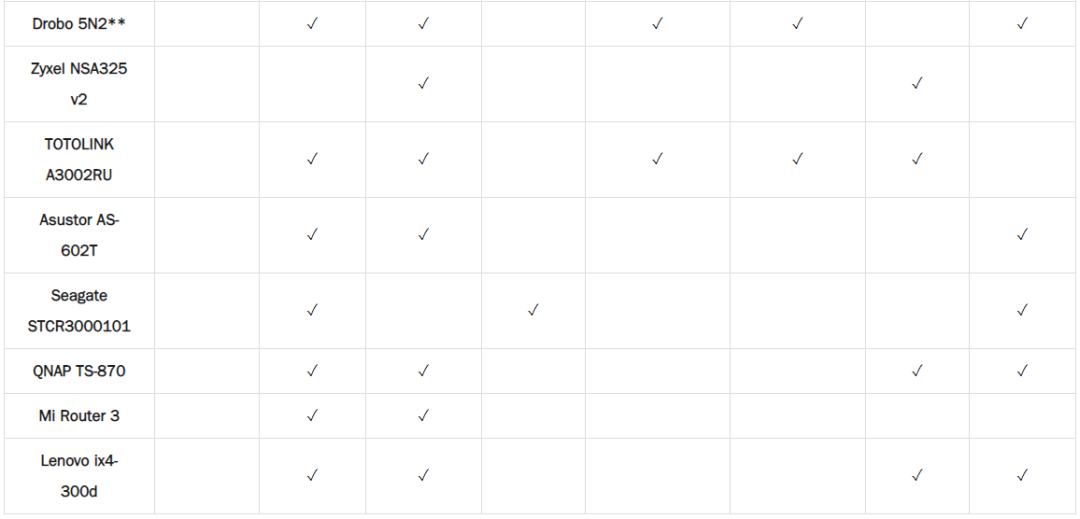 Drobo 5N2** ✓ ✓ ✓ ✓ ✓
Zyxel NSA325
v2 ✓ ✓
TOTOLINK
A3002RU ✓ ✓ ✓ ✓ ✓
Asustor AS-
602T ✓ ✓ ✓
Seagate
STCR3000101 ✓ ✓ ✓
QNAP TS-870 ✓ ✓ ✓ ✓
Mi Router 3 ✓ ✓
Lenovo ix4-
300d ✓ ✓ ✓ ✓